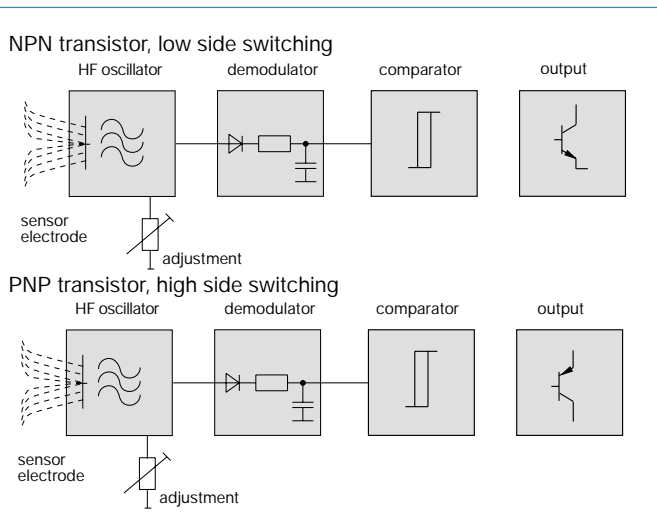 NPN transistor, low side switching
HF oscillator demodulator comparator output
sensor
electrode
adjustment
PNP transistor, high side switching
HF oscillator demodulator comparator output
sensor
electrode
adjustment